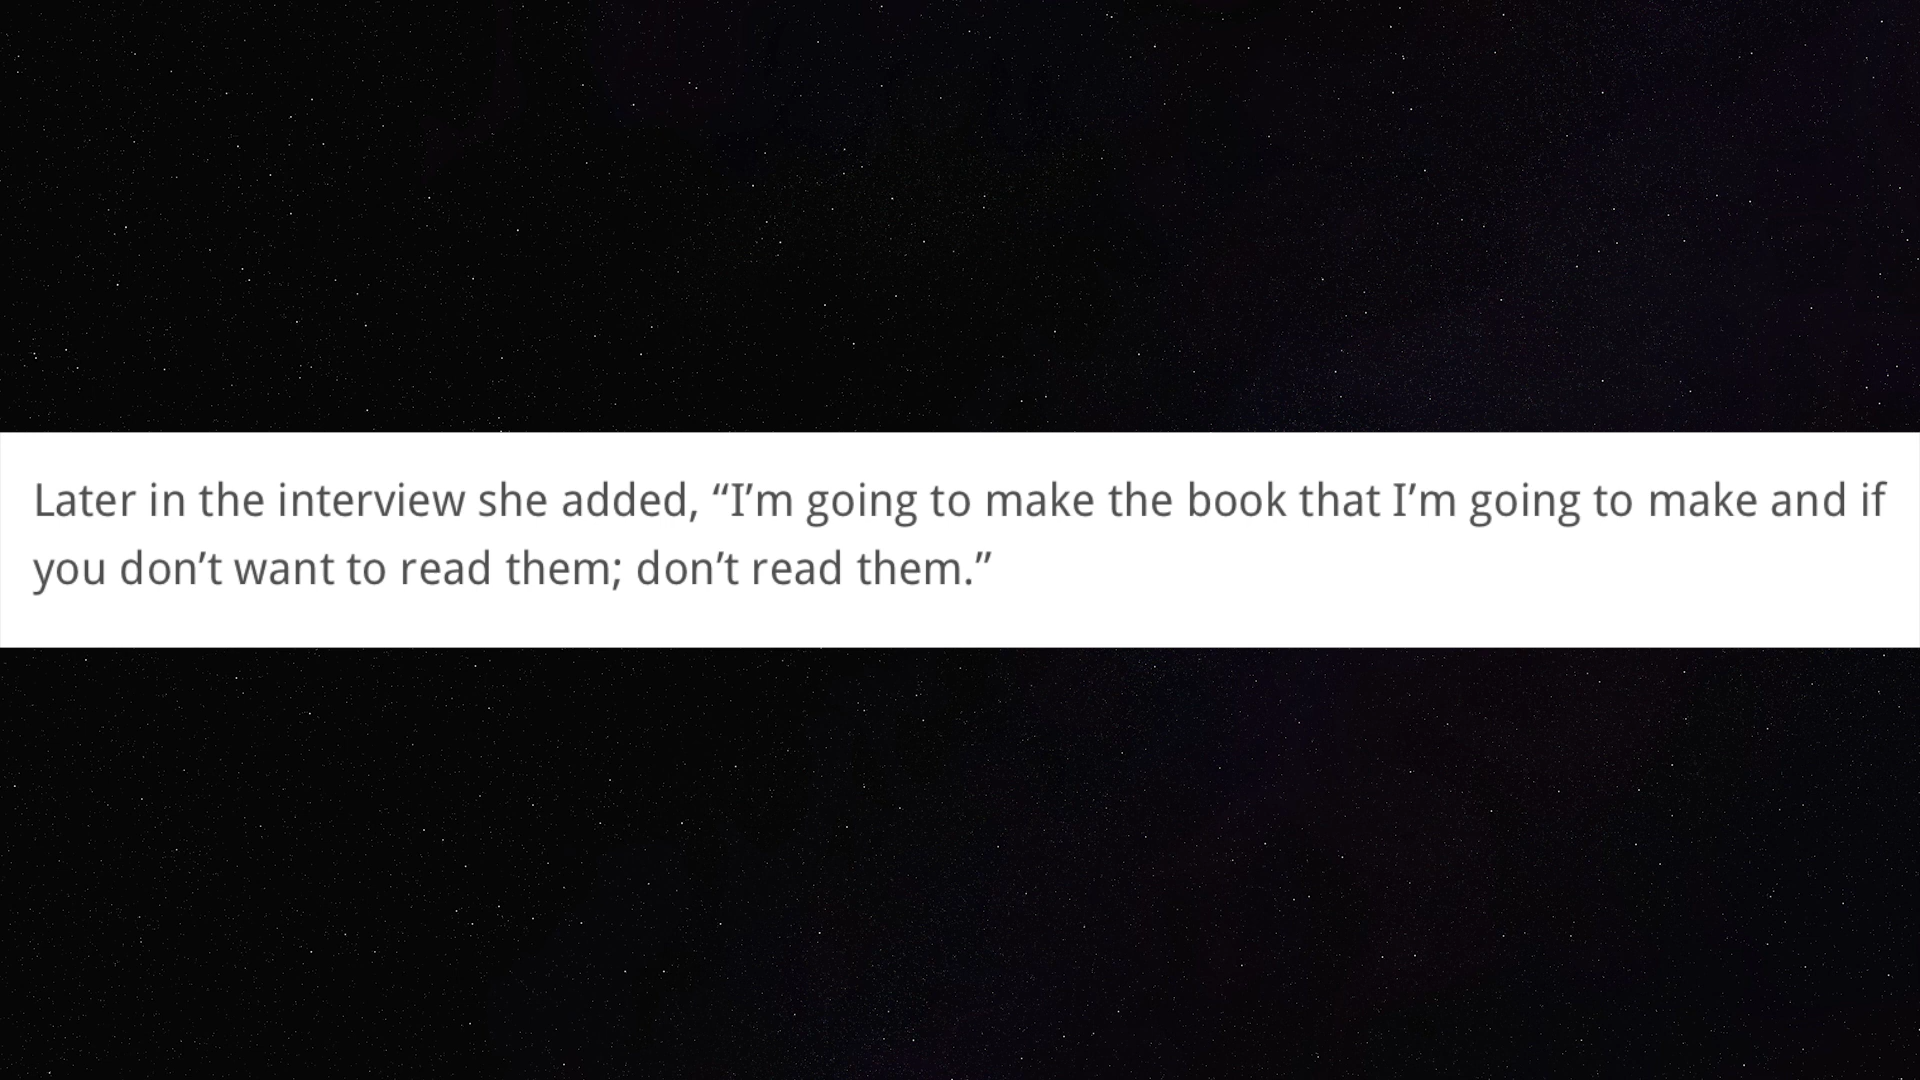 Later in the interview she added, “I’m going to make the book that I’m going to make and if
you don’t want to read them; don’t read them.”